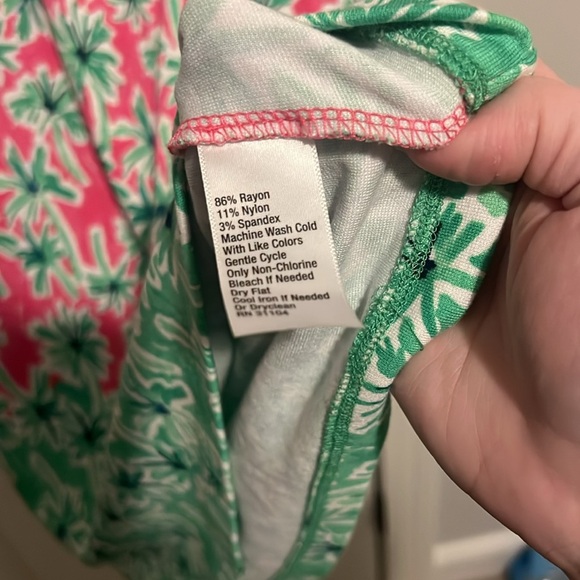 86% Rayon
11% Nylon
3% Spandex
Machine Wash Cold
With Like Colors
Gentle Cycle
Only Non-Chlorine
Bleach If Needed
Dry Flat
Cool Iron If Needed
Or Dryclean
RN 91104